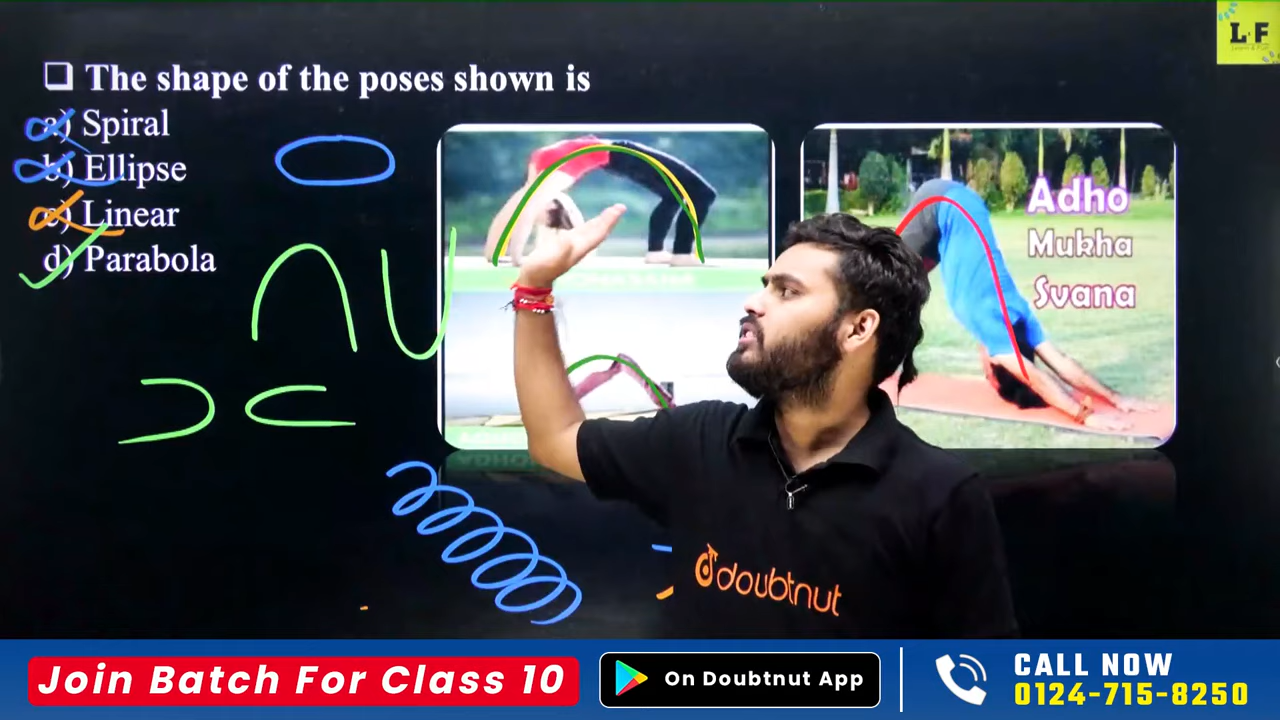 L F
❑ The shape of the poses shown is
a) Spiral
b) Ellipse
c) Linear
d) Parabola
Adho
Mukha
Svana
doubtnut
Join Batch For Class 10
On Doubtnut App
CALL NOW
0124-715-8250